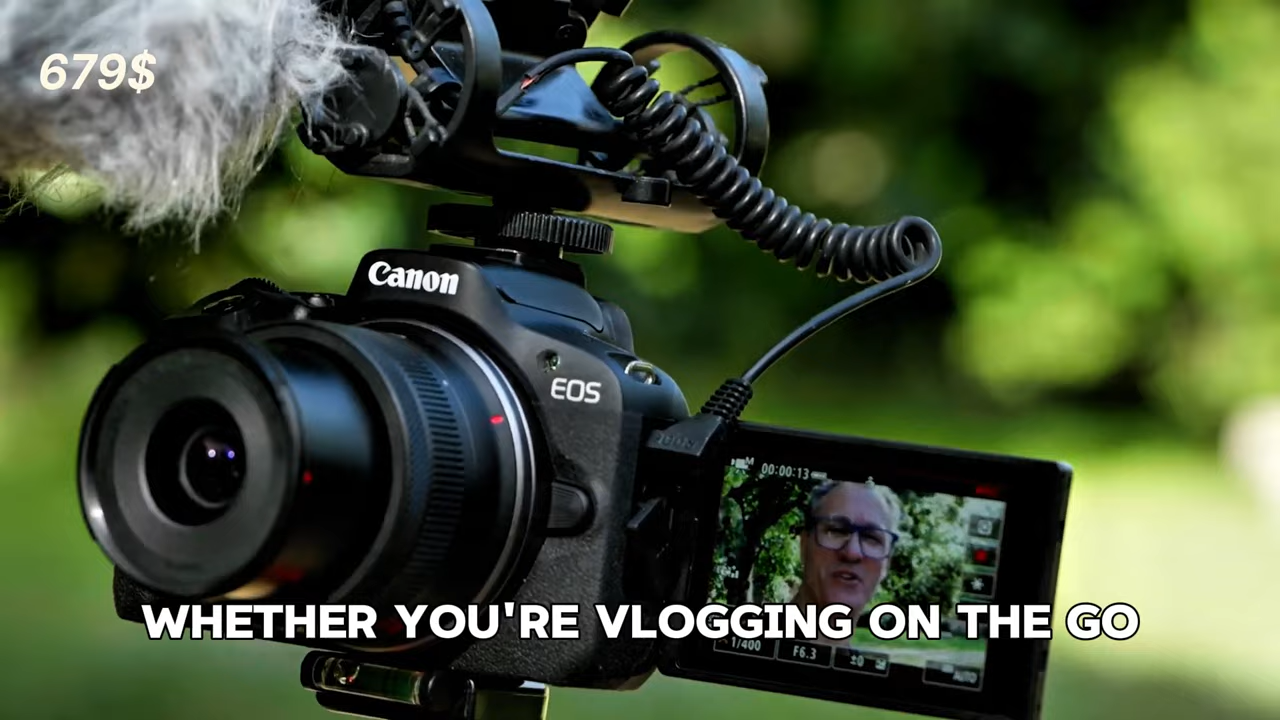 679$
Canon
EOS
00:00:13
WHETHER YOU'RE VLOGGING ON THE GO
1/400 F6.3 ±0 AUTO